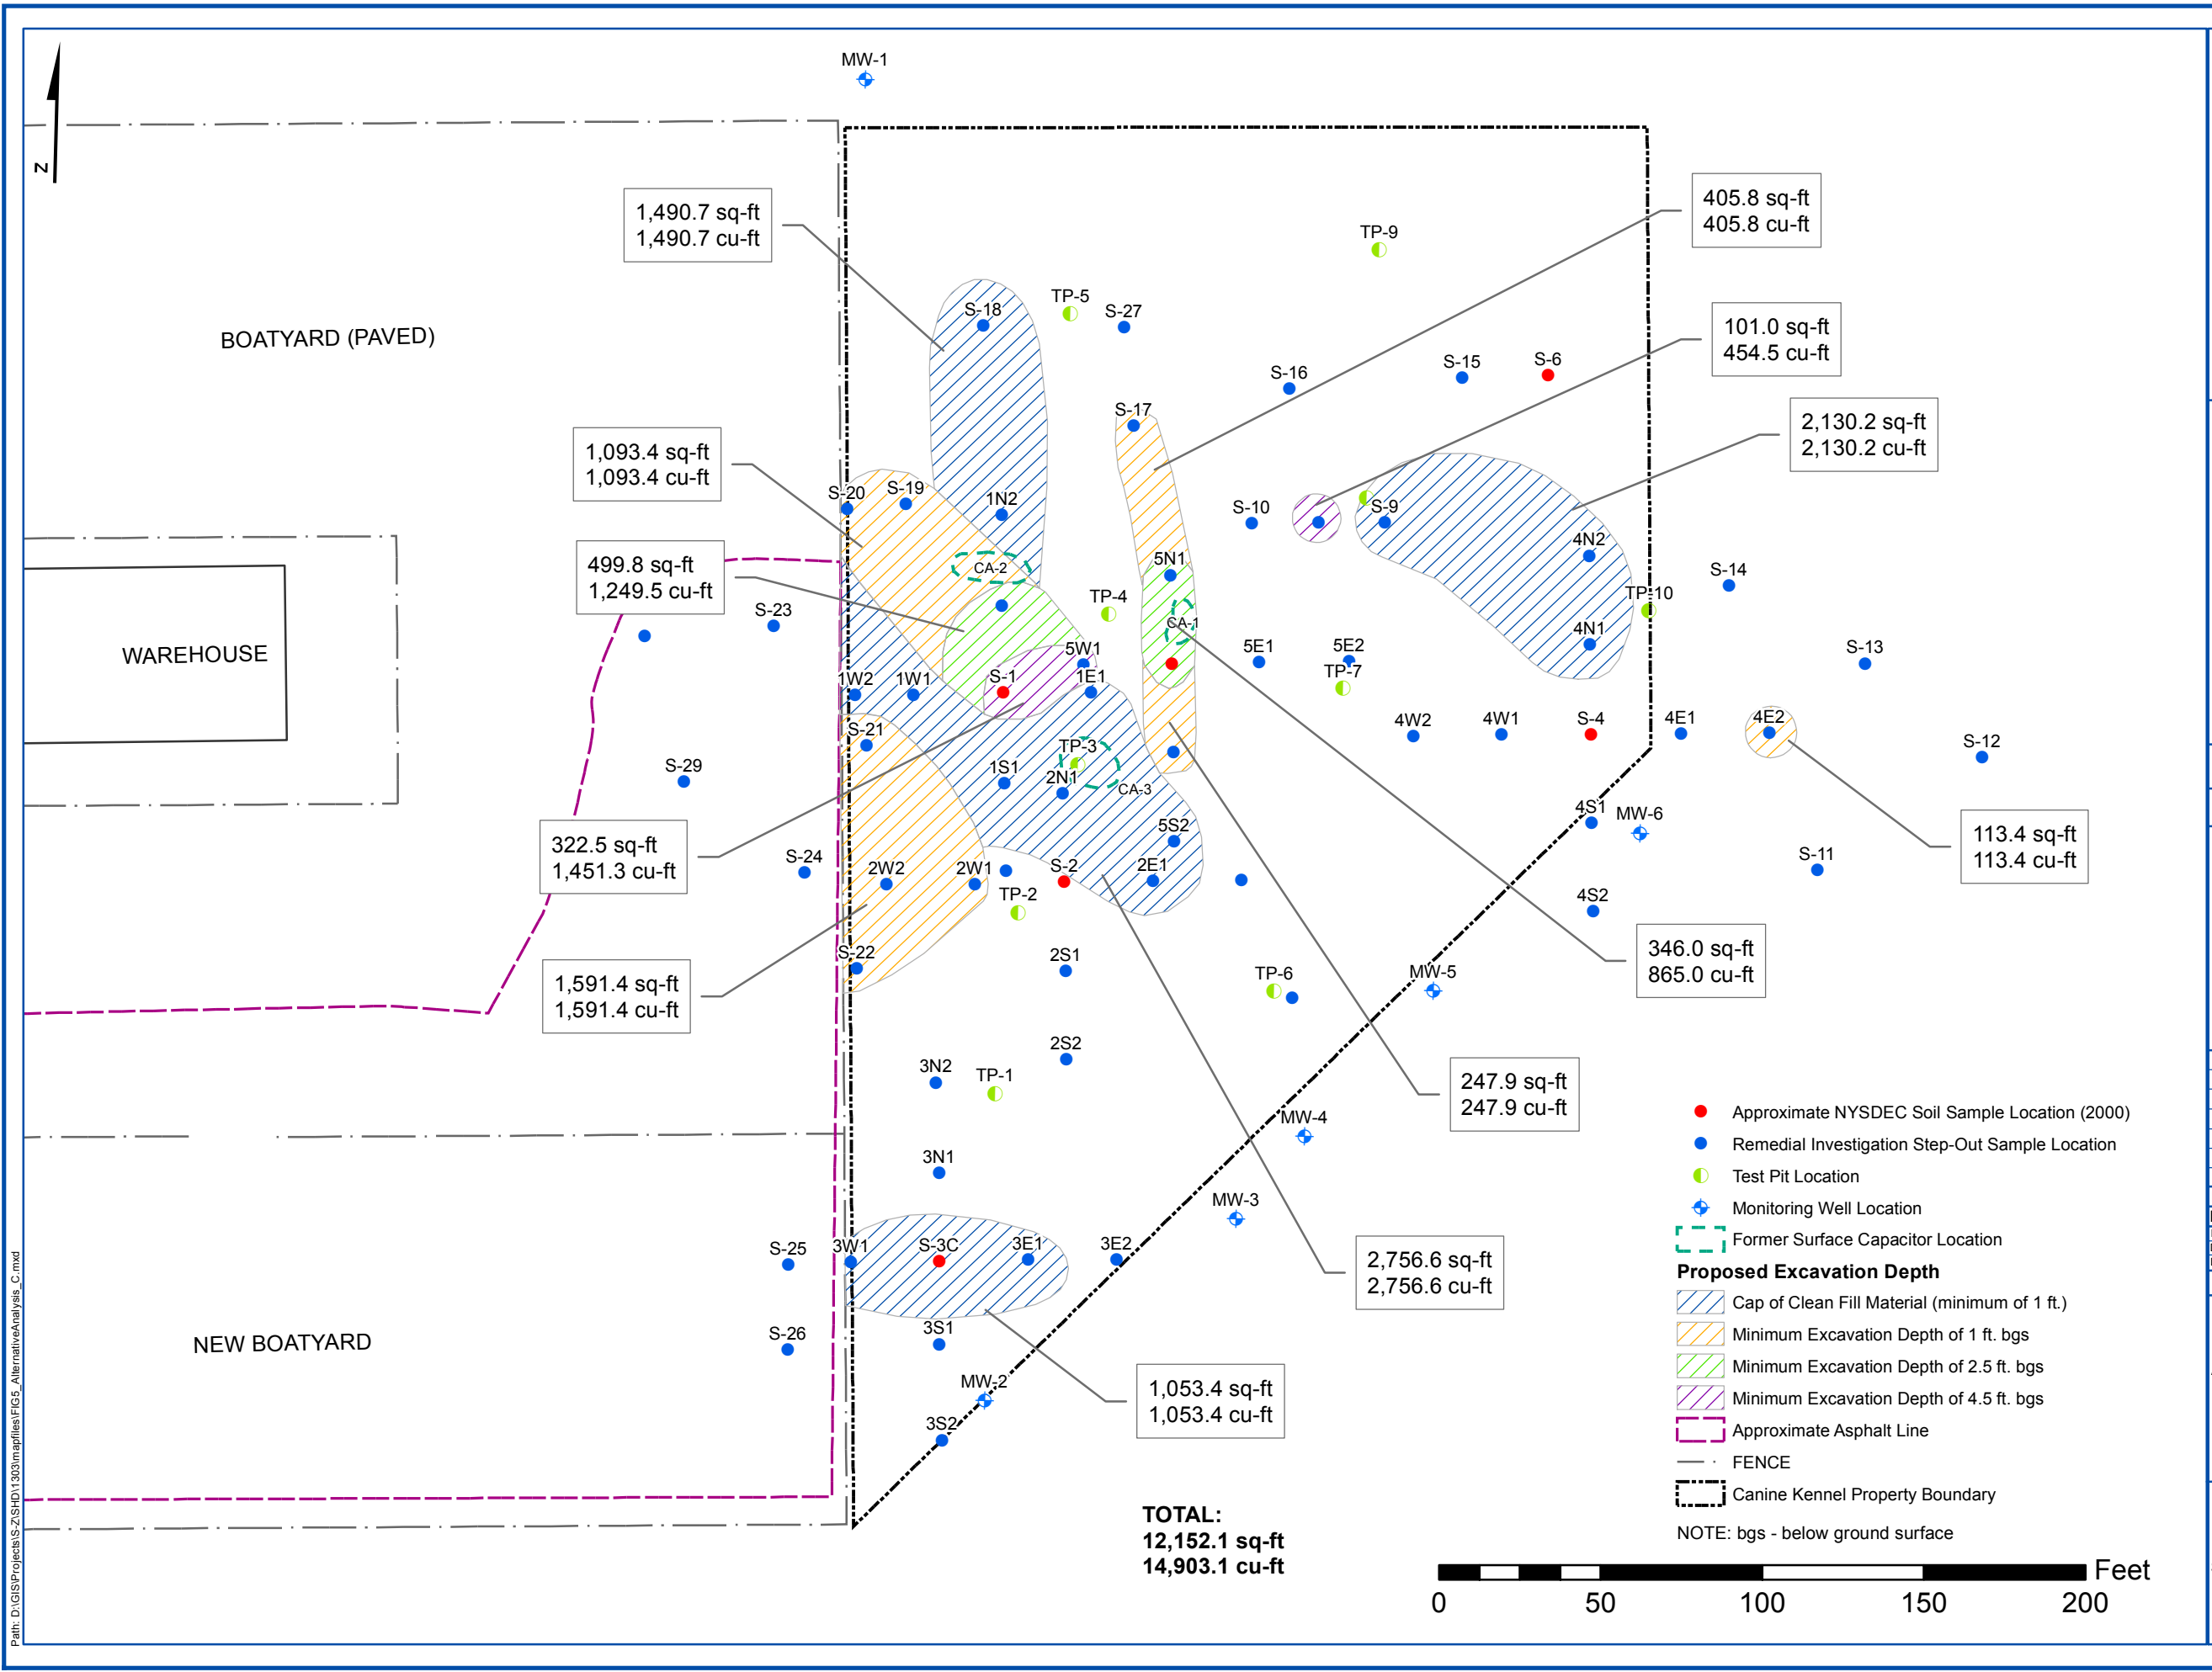 MW-1
N
1,490.7 sq-ft
1,490.7 cu-ft
405.8 sq-ft
405.8 cu-ft
TP-9
BOATYARD (PAVED)
S-18
TP-5
S-27
101.0 sq-ft
454.5 cu-ft
S-16
S-15
S-6
S-17
2,130.2 sq-ft
2,130.2 cu-ft
1,093.4 sq-ft
1,093.4 cu-ft
S-20
S-19
1N2
S-10
S-9
4N2
499.8 sq-ft
1,249.5 cu-ft
CA-2
5N1
S-14
S-23
TP-4
CA-1
TP-10
WAREHOUSE
5W1
5E1
5E2
4N1
S-13
1W2
1W1
S-1
1E1
TP-7
S-21
4W2
4W1
S-4
4E1
4E2
S-12
S-29
TP-3
1S1
2N1
CA-3
322.5 sq-ft
1,451.3 cu-ft
5S2
4S1
MW-6
113.4 sq-ft
113.4 cu-ft
S-24
2W2
2W1
S-2
2E1
S-11
TP-2
4S2
S-22
2S1
346.0 sq-ft
865.0 cu-ft
1,591.4 sq-ft
1,591.4 cu-ft
TP-6
MW-5
2S2
3N2
TP-1
247.9 sq-ft
247.9 cu-ft
MW-4
3N1
MW-3
S-25
3W1
S-3C
3E1
3E2
2,756.6 sq-ft
2,756.6 cu-ft
NEW BOATYARD
S-26
3S1
MW-2
1,053.4 sq-ft
1,053.4 cu-ft
3S2
TOTAL:
12,152.1 sq-ft
14,903.1 cu-ft
Approximate NYSDEC Soil Sample Location (2000)
Remedial Investigation Step-Out Sample Location
Test Pit Location
Monitoring Well Location
Former Surface Capacitor Location
Proposed Excavation Depth
Cap of Clean Fill Material (minimum of 1 ft.)
Minimum Excavation Depth of 1 ft. bgs
Minimum Excavation Depth of 2.5 ft. bgs
Minimum Excavation Depth of 4.5 ft. bgs
Approximate Asphalt Line
FENCE
Canine Kennel Property Boundary
NOTE: bgs - below ground surface
Feet
0 50 100 150 200
Path: D:\GIS\Projects\S-Z\SHD\1303\mapfiles\FIG5_AlternativeAnalysis_C.mxd